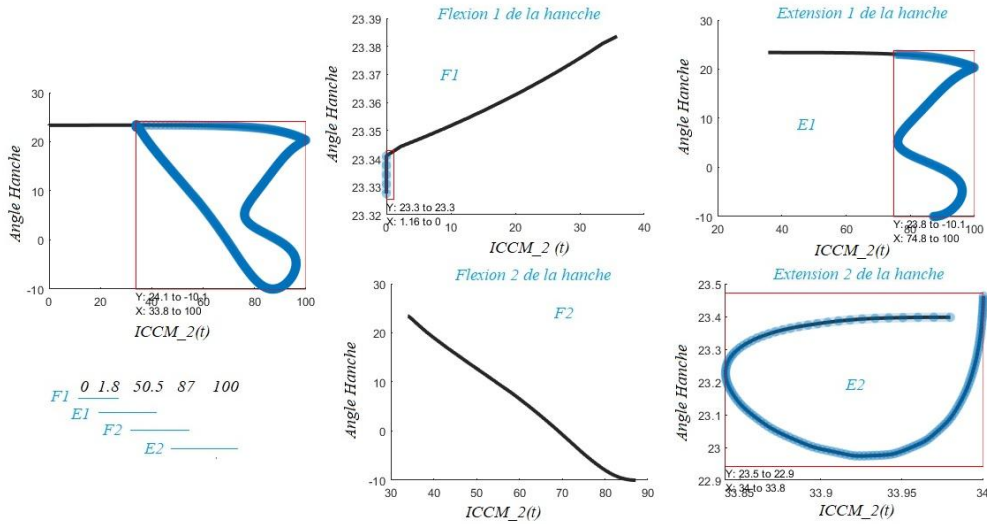 Angle Hanche
30
20
10
0
-10
0
20
40
60
80
100
Y: 24.1 to -10.1
X: 33.8 to 100
ICCM_2(t)
Flexion 1 de la hancche
F1
Angle Hanche
23.39
23.38
23.37
23.36
23.35
23.34
23.33
23.32
Y: 23.3 to 23.3
X: 1.16 to 0
0
10
20
30
40
ICCM_2 (t)
Extension 1 de la hanche
E1
Angle Hanche
30
20
10
0
-10
Y: 23.8 to -10.1
X: 74.8 to 100
20
40
60
80
100
ICCM_2(t)
0 1.8 50.5 87 100
F1
E1
F2
E2
Flexion 2 de la hanche
F2
Angle Hanche
30
20
10
0
-10
30
40
50
60
70
80
90
ICCM_2(t)
Extension 2 de la hanche
E2
Angle Hanche
23.5
23.4
23.3
23.2
23.1
23
22.9
Y: 23.5 to 22.9
X: 34 to 33.8
33.85
33.9
33.95
34
ICCM_2(t)